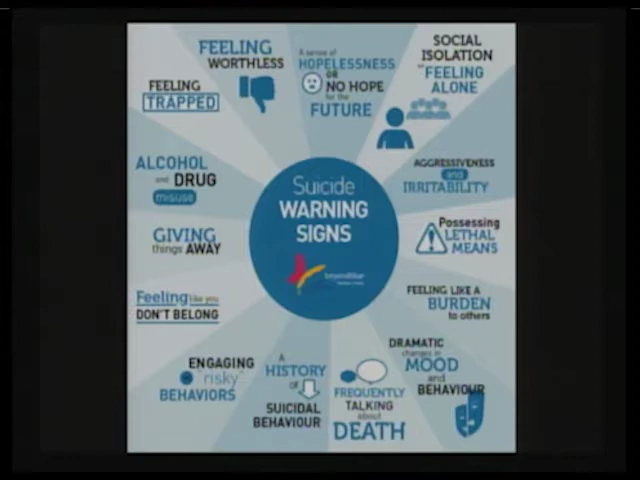 Suicide
WARNING
SIGNS
beyondblue
FEELING
WORTHLESS
A sense of
HOPELESSNESS
OR
NO HOPE
for the
FUTURE
SOCIAL
ISOLATION
or FEELING
ALONE
AGGRESSIVENESS
and
IRRITABILITY
Possessing
LETHAL
MEANS
FEELING LIKE A
BURDEN
to others
DRAMATIC
changes in
MOOD
and
BEHAVIOUR
FREQUENTLY
TALKING
about
DEATH
A
HISTORY
of
SUICIDAL
BEHAVIOUR
ENGAGING
"risky"
BEHAVIORS
Feeling like you
DON'T BELONG
GIVING
things AWAY
ALCOHOL
and DRUG
misuse
FEELING
TRAPPED